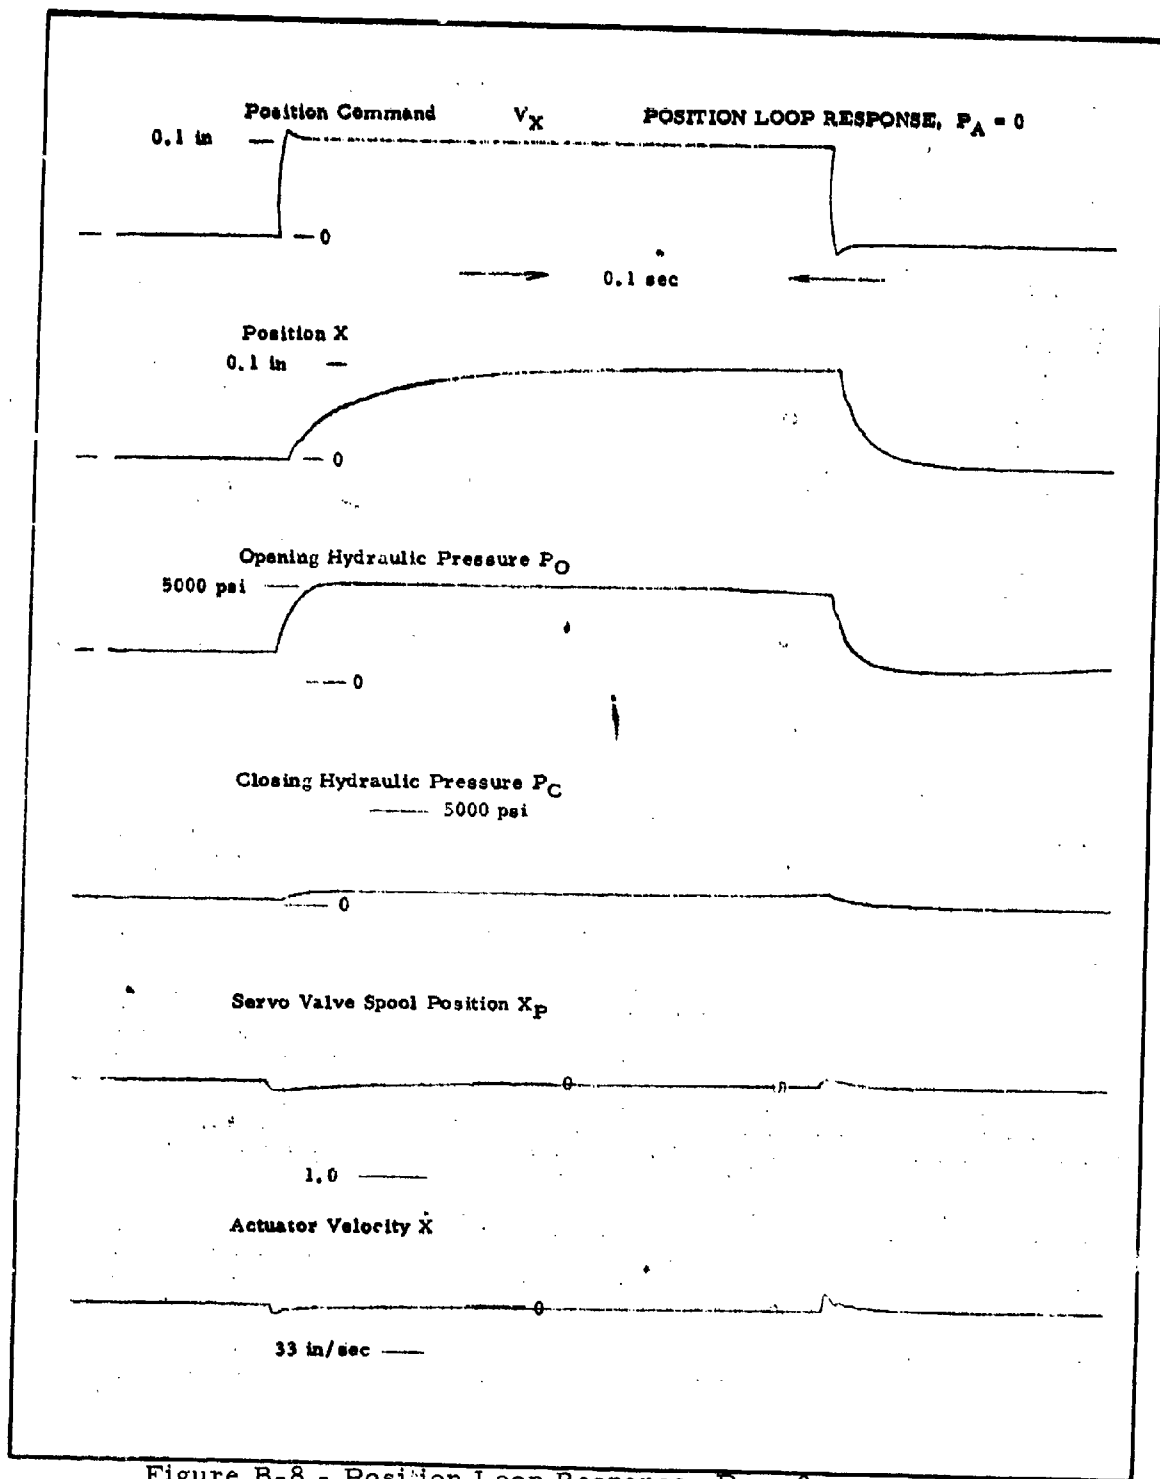 Position Command V_X POSITION LOOP RESPONSE, P_A = 0
0.1 in
0
0.1 sec
Position X
0.1 in
0
Opening Hydraulic Pressure P_O
5000 psi
0
Closing Hydraulic Pressure P_C
5000 psi
0
Servo Valve Spool Position X_P
0
1.0
Actuator Velocity Ẋ
0
33 in/sec
Figure B-8 - Position Loop Response,